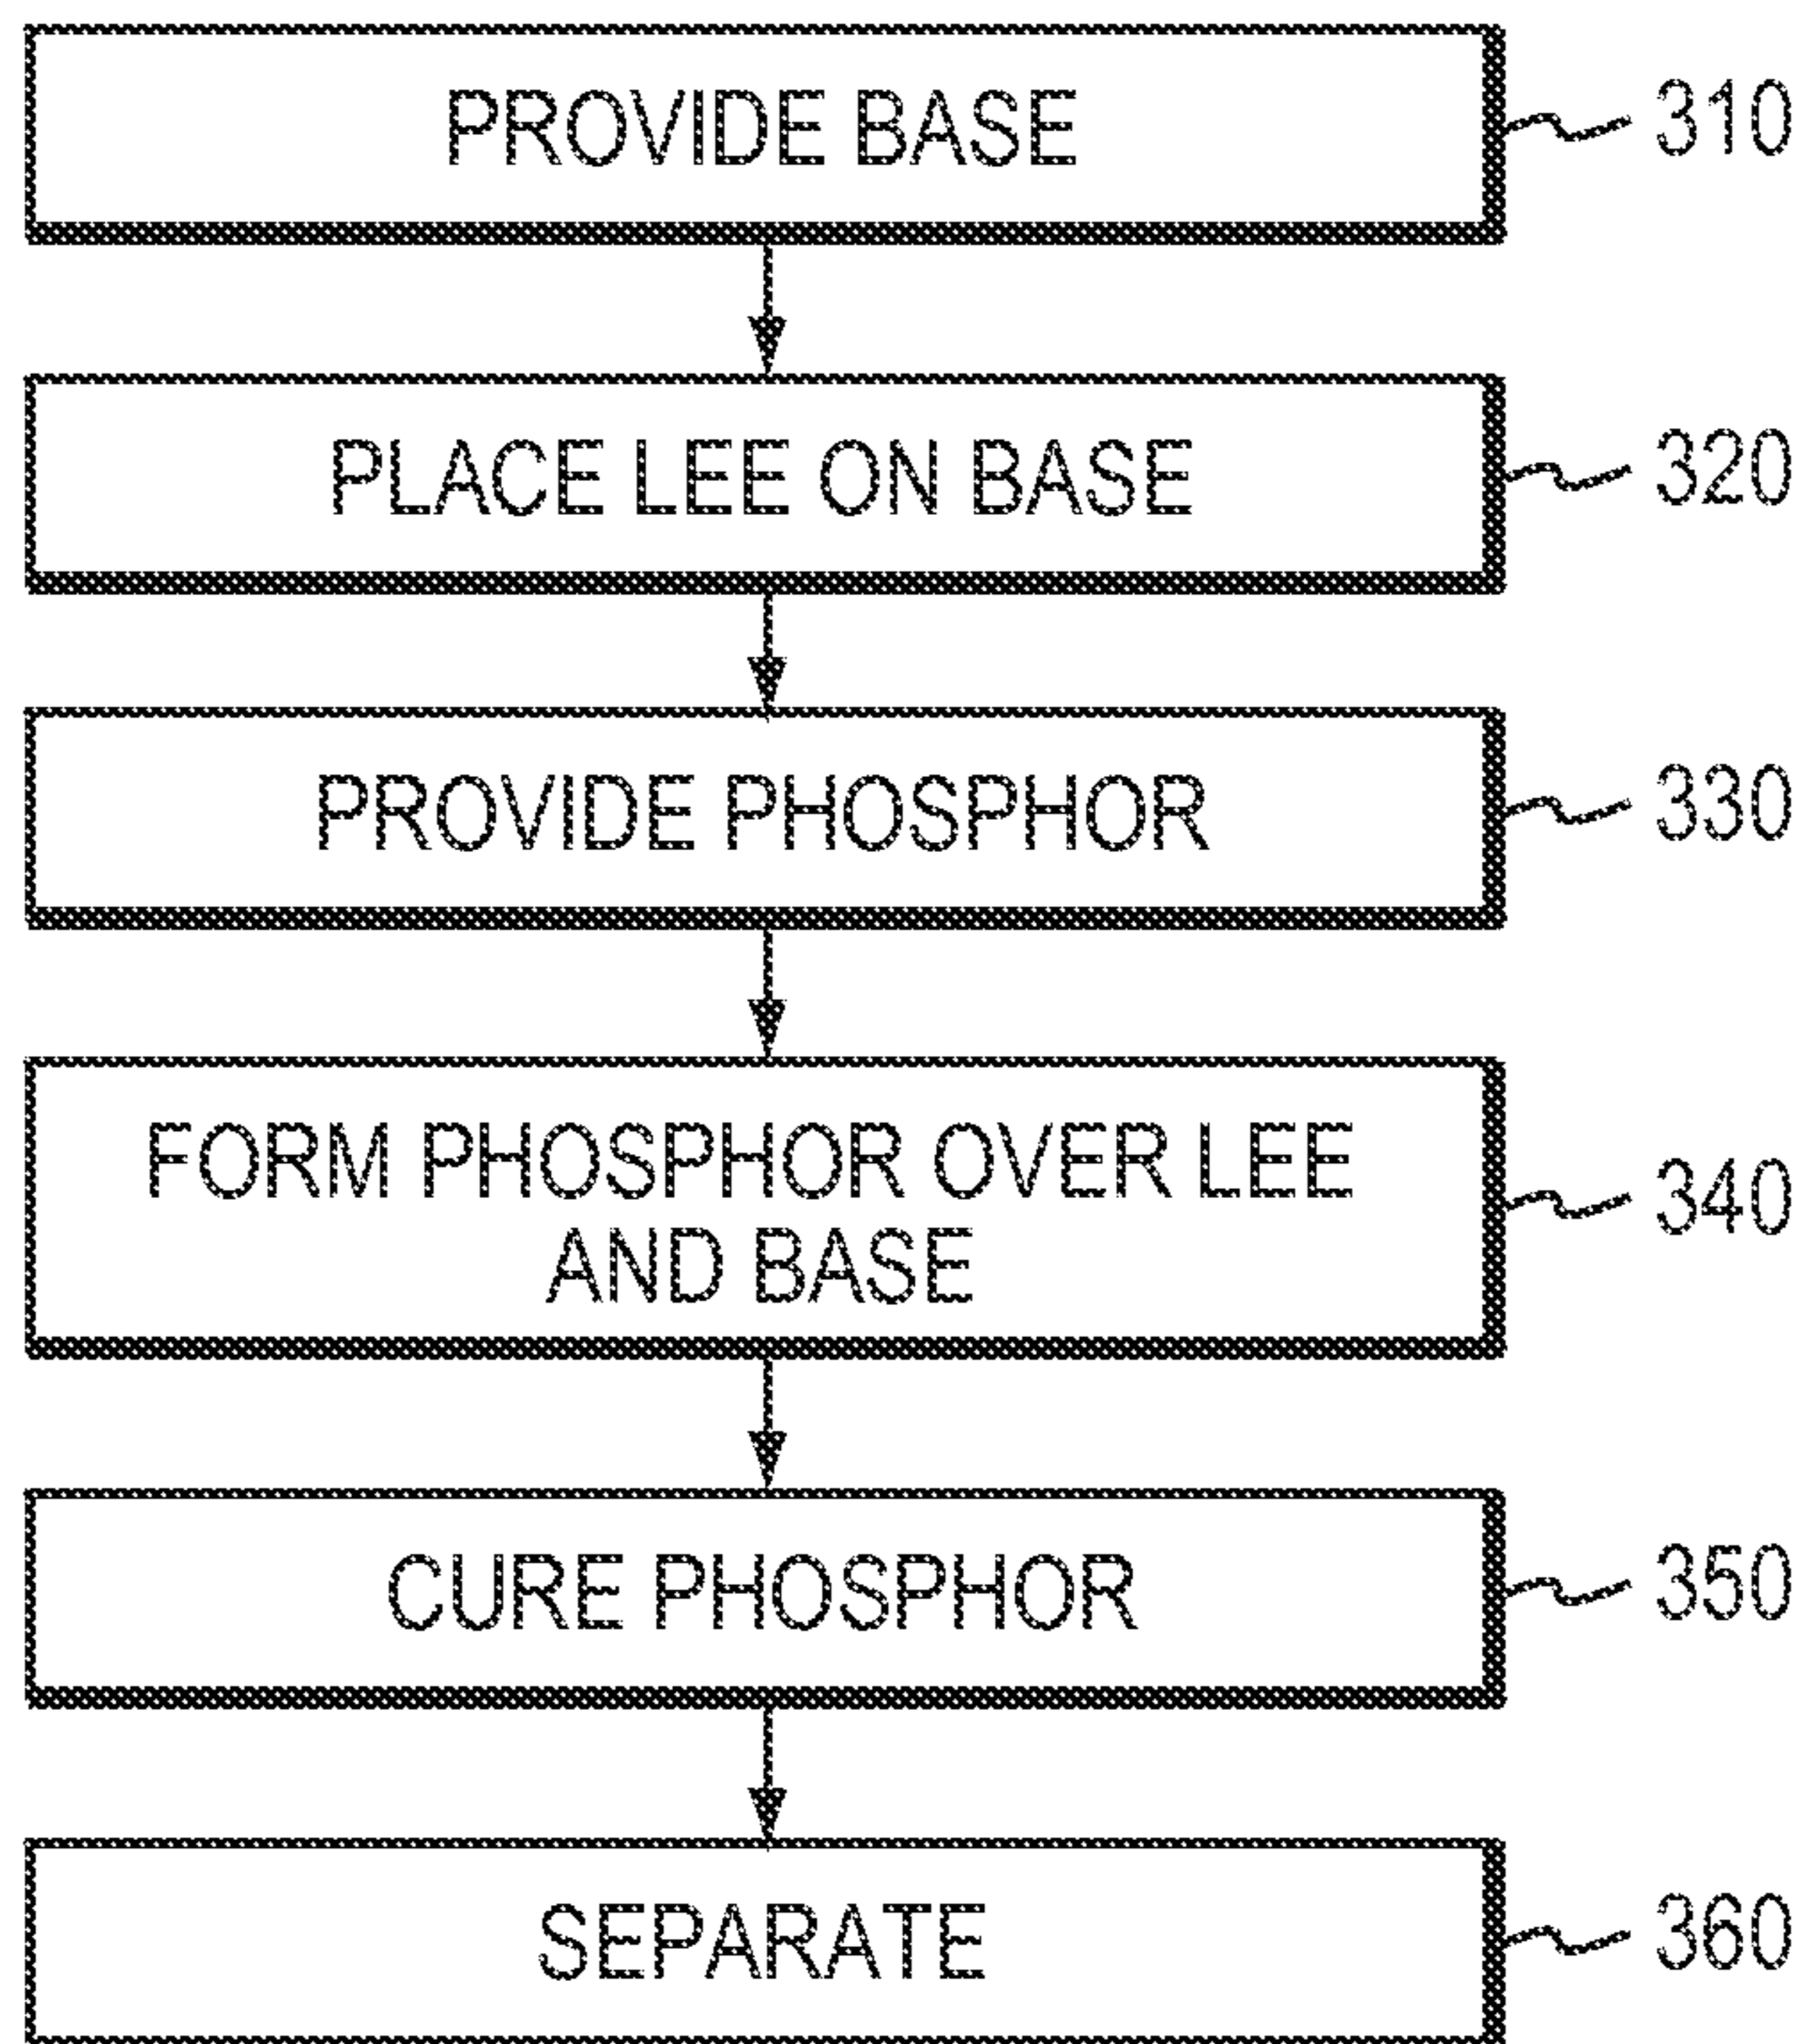 PROVIDE BASE
310
PLACE LEE ON BASE
320
PROVIDE PHOSPHOR
330
FORM PHOSPHOR OVER LEE
AND BASE
340
CURE PHOSPHOR
350
SEPARATE
360